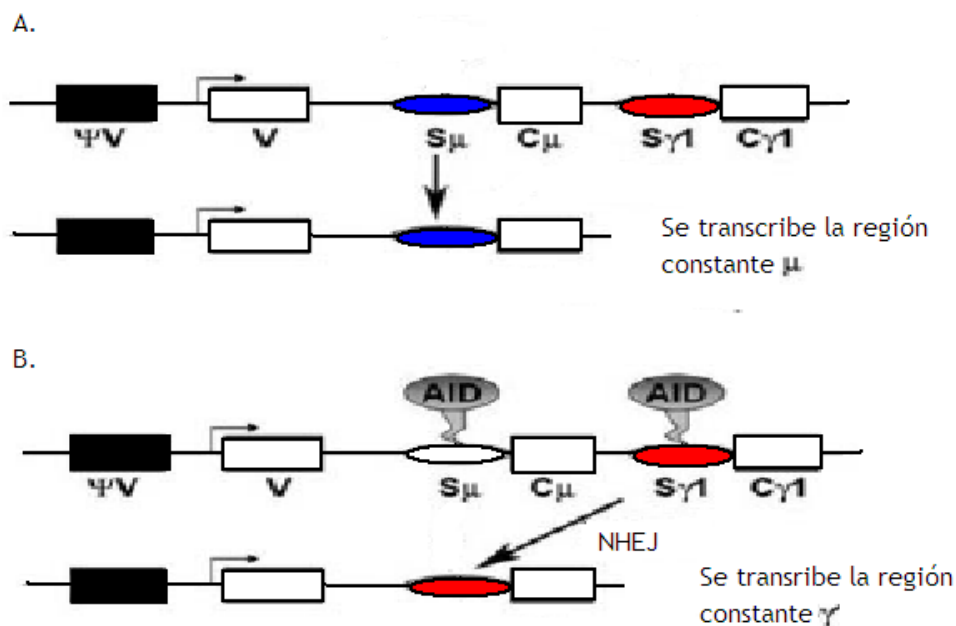 A.
ΨV V Sμ Cμ Sγ1 Cγ1
Se transcribe la región
constante μ
B.
AID AID
ΨV V Sμ Cμ Sγ1 Cγ1
NHEJ
Se transribe la región
constante γ